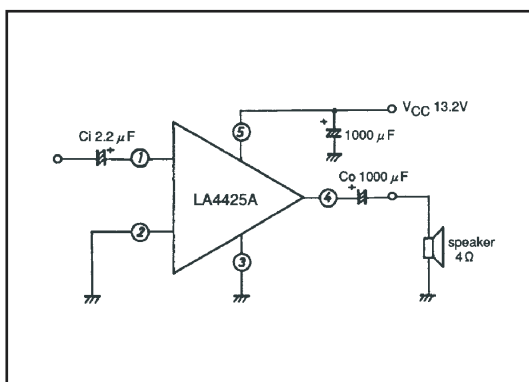 VCC 13.2V
5
+
1000 μF
Ci 2.2 μF
+
1
LA4425A
4
Co 1000 μF
+
2
3
speaker
4Ω